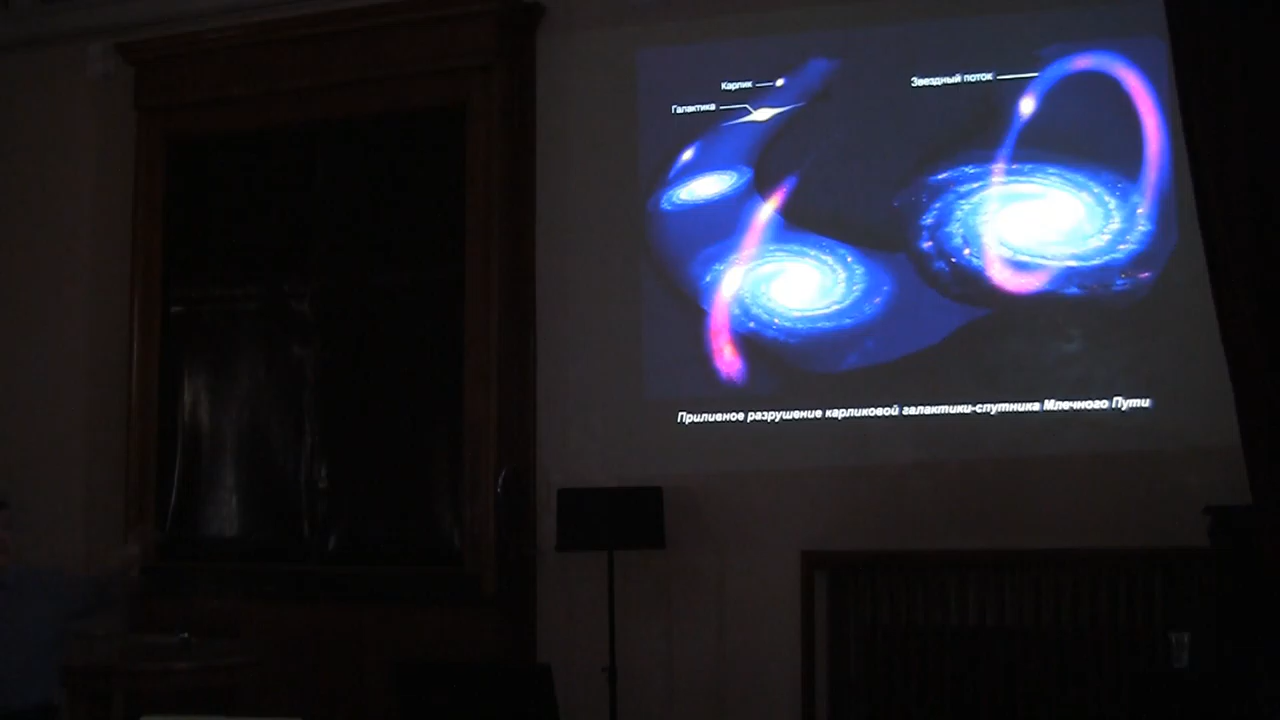 Карлик
Галактика
Звездный поток
Приливное разрушение карликовой галактики-спутника Млечного Пути